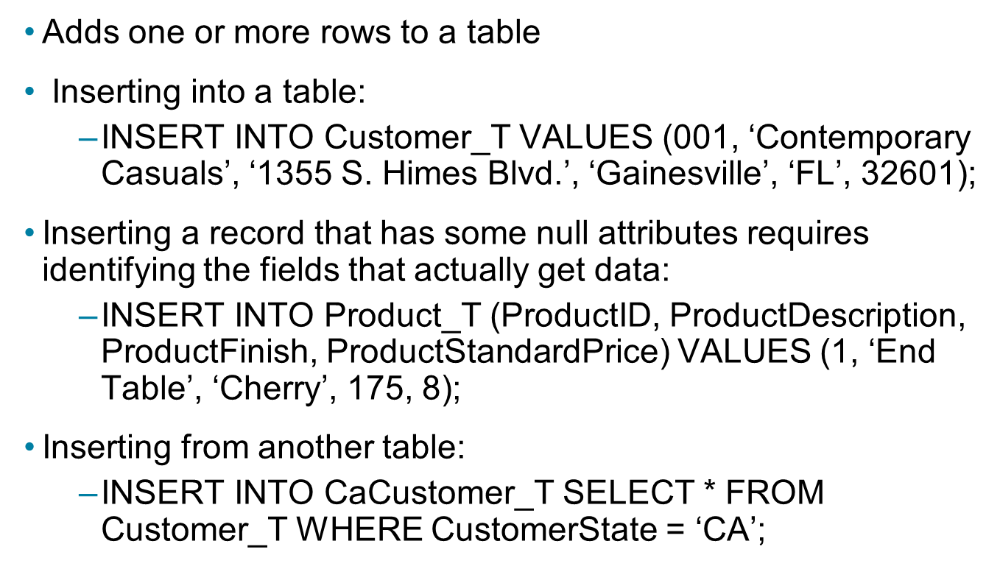 • Adds one or more rows to a table
• Inserting into a table:
–INSERT INTO Customer_T VALUES (001, ‘Contemporary
Casuals’, ‘1355 S. Himes Blvd.’, ‘Gainesville’, ‘FL’, 32601);
• Inserting a record that has some null attributes requires
identifying the fields that actually get data:
–INSERT INTO Product_T (ProductID, ProductDescription,
ProductFinish, ProductStandardPrice) VALUES (1, ‘End
Table’, ‘Cherry’, 175, 8);
• Inserting from another table:
–INSERT INTO CaCustomer_T SELECT * FROM
Customer_T WHERE CustomerState = ‘CA’;